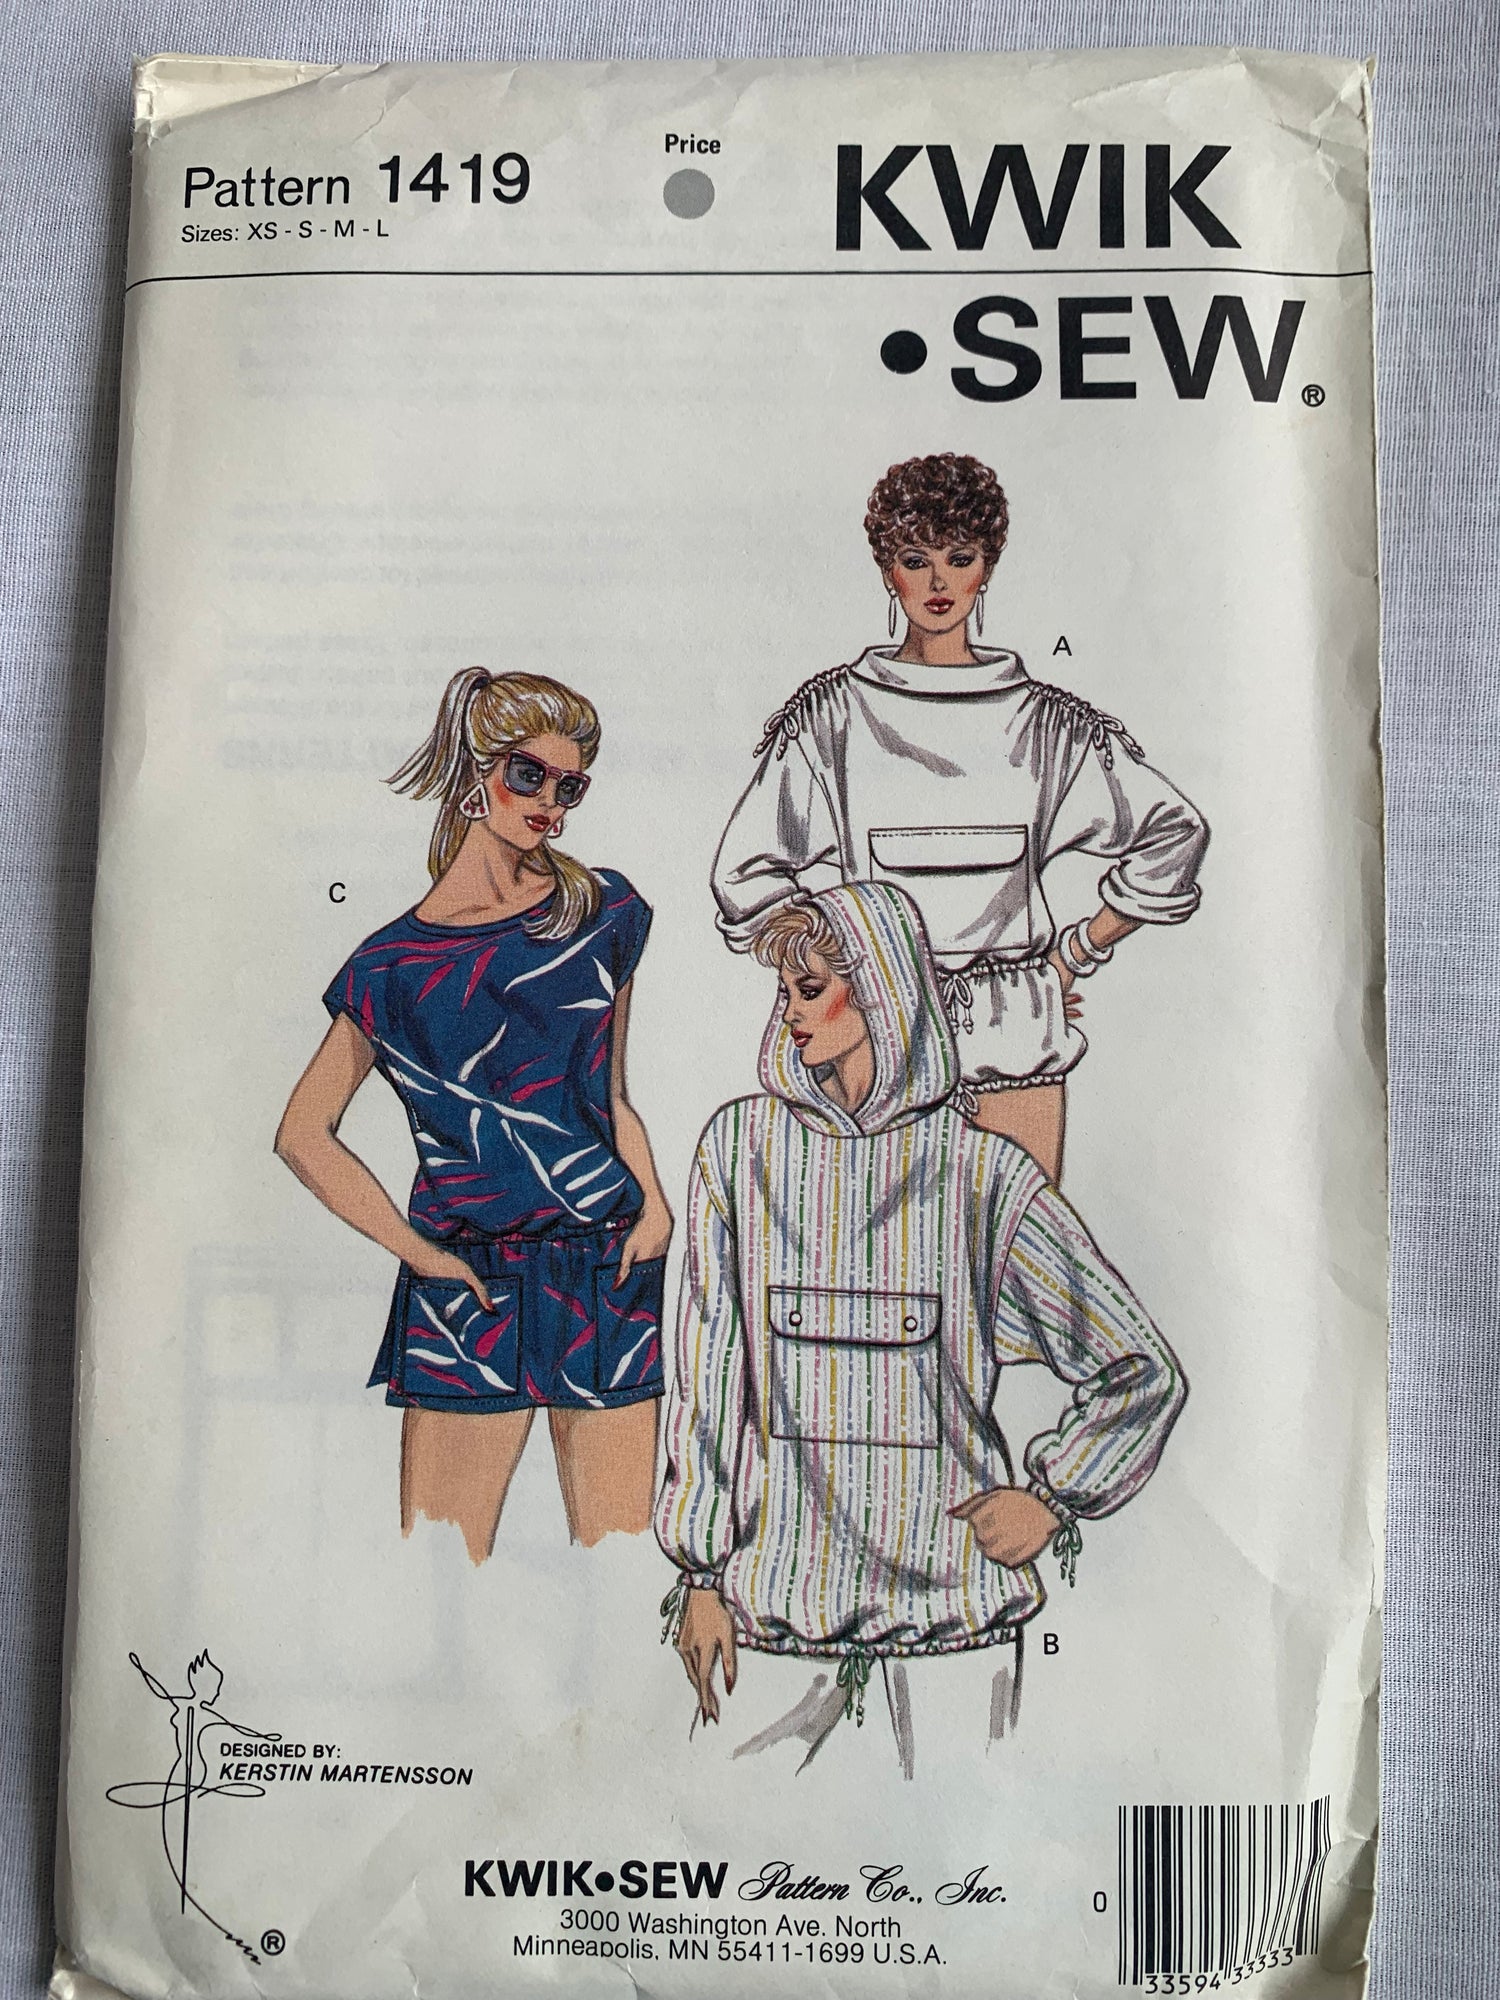 Pattern 1419
Sizes: XS - S - M - L
Price
KWIK
•SEW®
A
C
B
DESIGNED BY:
KERSTIN MARTENSSON
®
KWIK•SEW Pattern Co., Inc.
3000 Washington Ave. North
Minneapolis, MN 55411-1699 U.S.A.
0
33594 33333